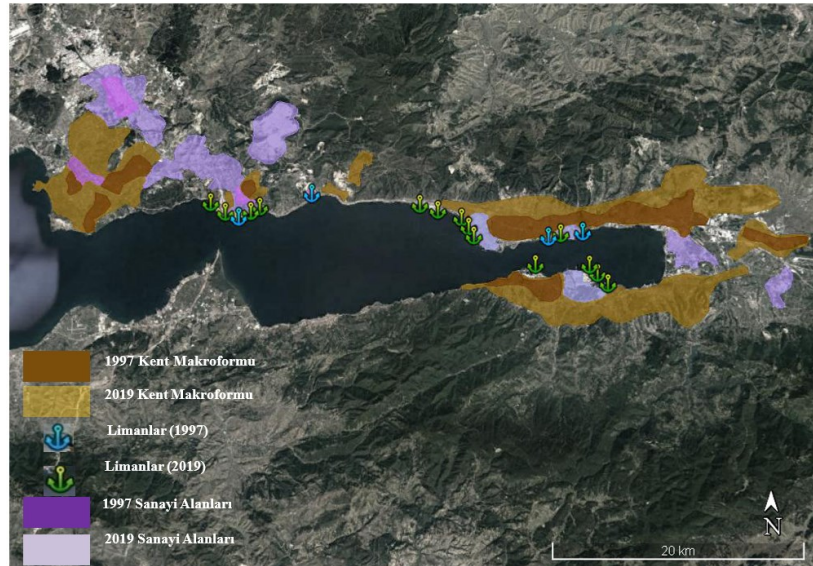 1997 Kent Makroformu
2019 Kent Makroformu
Limanlar (1997)
Limanlar (2019)
1997 Sanayi Alanları
2019 Sanayi Alanları
N
20 km